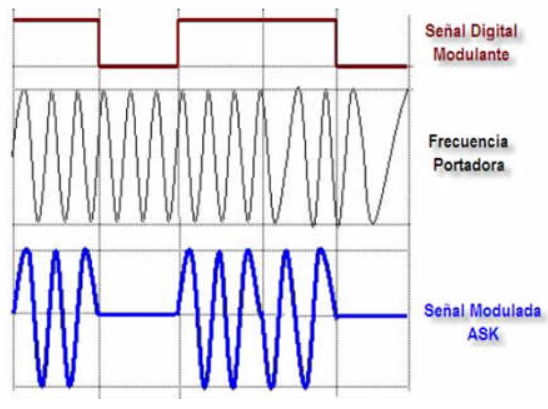 Señal Digital
Modulante
Frecuencia
Portadora
Señal Modulada
ASK